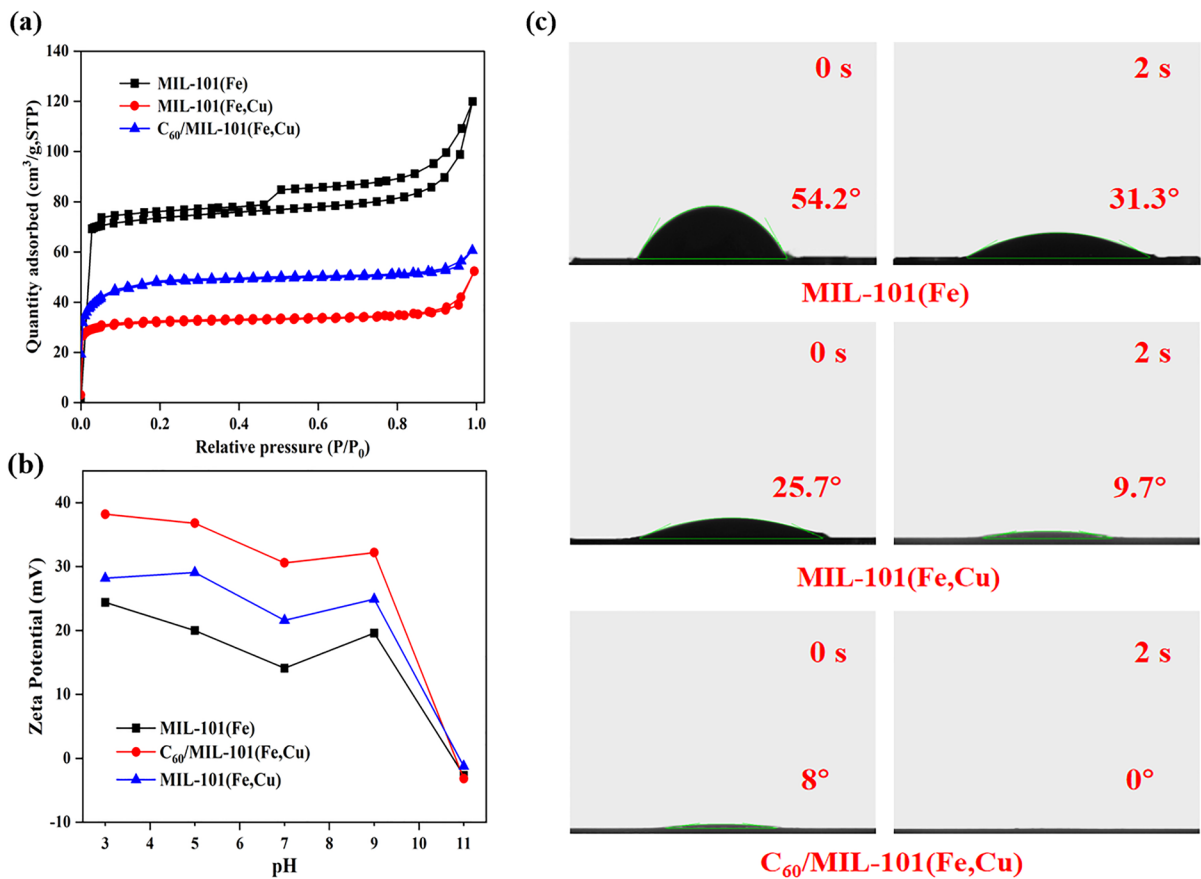 (a)
140
120
100
80
60
40
20
0
Quantity adsorbed (cm³/g,STP)
MIL-101(Fe)
MIL-101(Fe,Cu)
C₆₀/MIL-101(Fe,Cu)
0.0 0.2 0.4 0.6 0.8 1.0
Relative pressure (P/P₀)
(b)
40
30
20
10
0
-10
Zeta Potential (mV)
MIL-101(Fe)
C₆₀/MIL-101(Fe,Cu)
MIL-101(Fe,Cu)
3 4 5 6 7 8 9 10 11
pH
(c)
0 s
54.2°
2 s
31.3°
MIL-101(Fe)
0 s
25.7°
2 s
9.7°
MIL-101(Fe,Cu)
0 s
8°
2 s
0°
C₆₀/MIL-101(Fe,Cu)